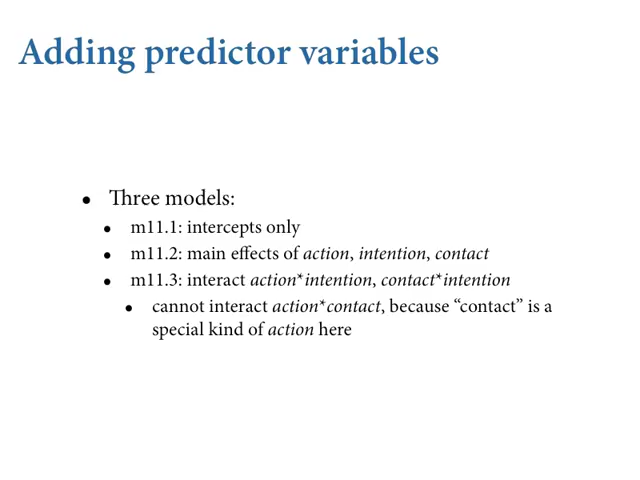 Adding predictor variables
• Three models:
• m11.1: intercepts only
• m11.2: main effects of action, intention, contact
• m11.3: interact action*intention, contact*intention
• cannot interact action*contact, because “contact” is a
special kind of action here